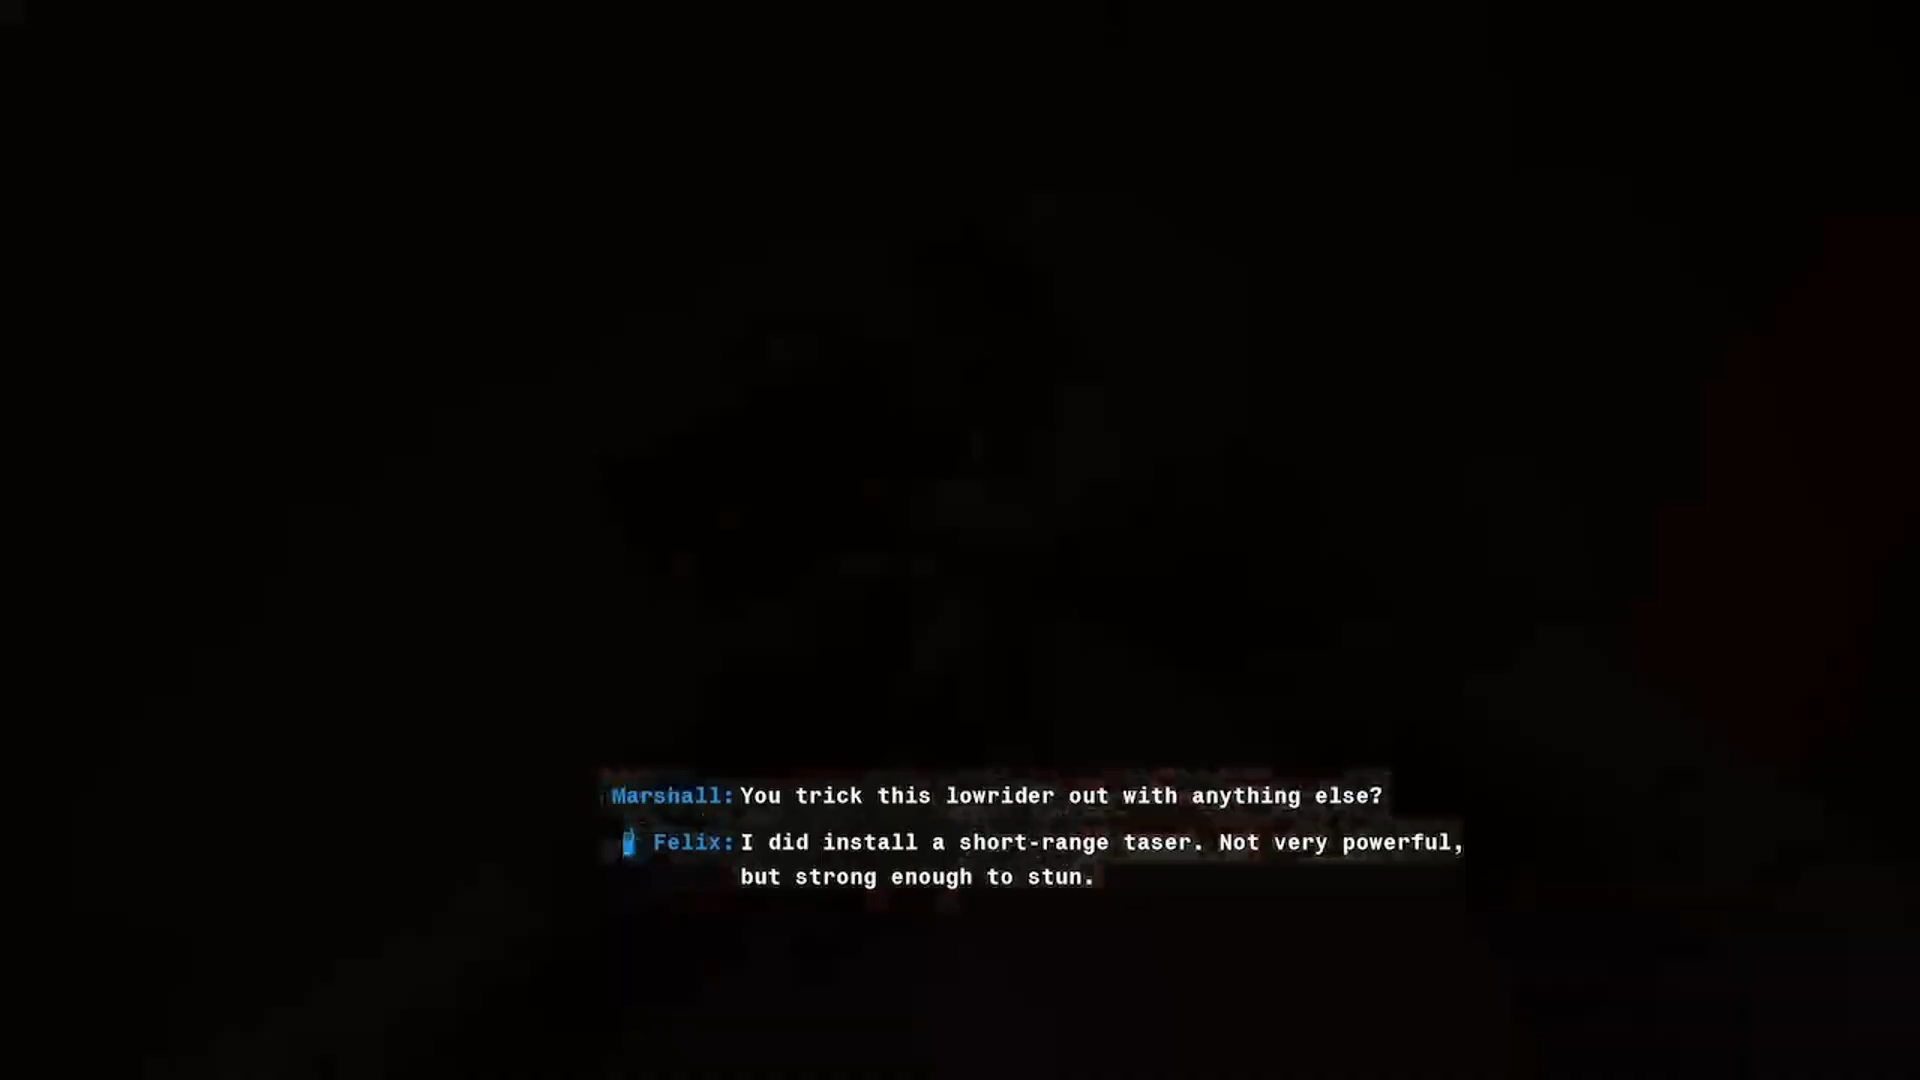 Marshall: You trick this lowrider out with anything else?
Felix: I did install a short-range taser. Not very powerful,
but strong enough to stun.